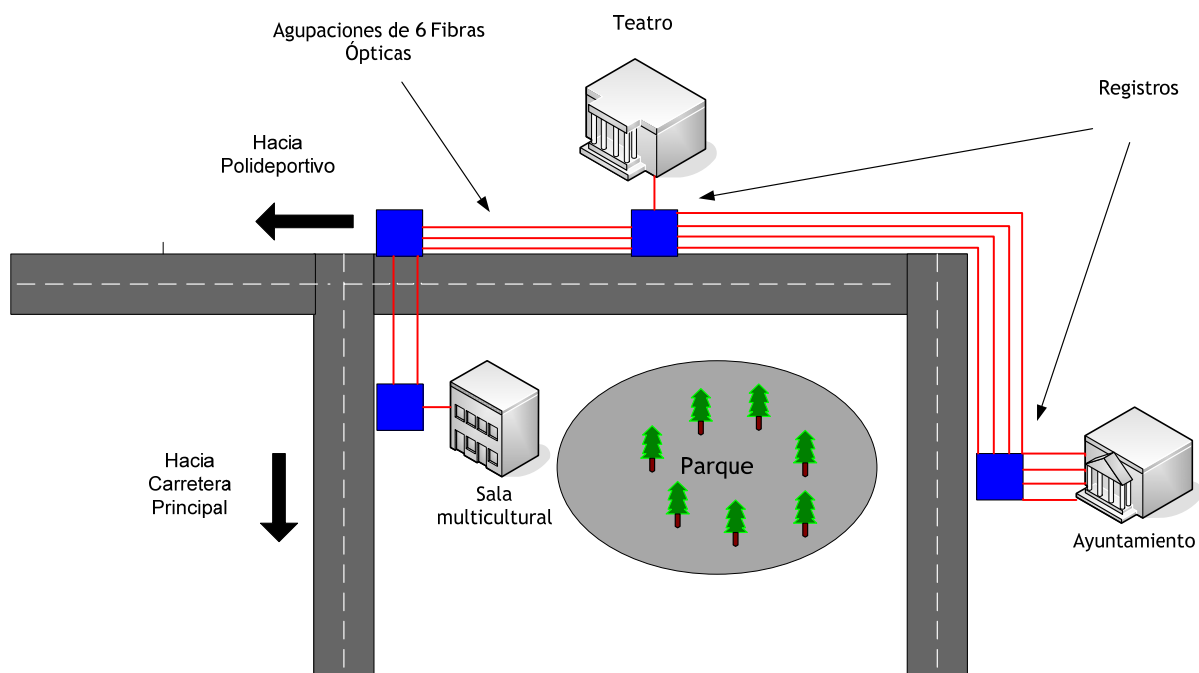 Agupaciones de 6 Fibras
Ópticas
Teatro
Registros
Hacia
Polideportivo
Hacia
Carretera
Principal
Sala
multicultural
Parque
Ayuntamiento